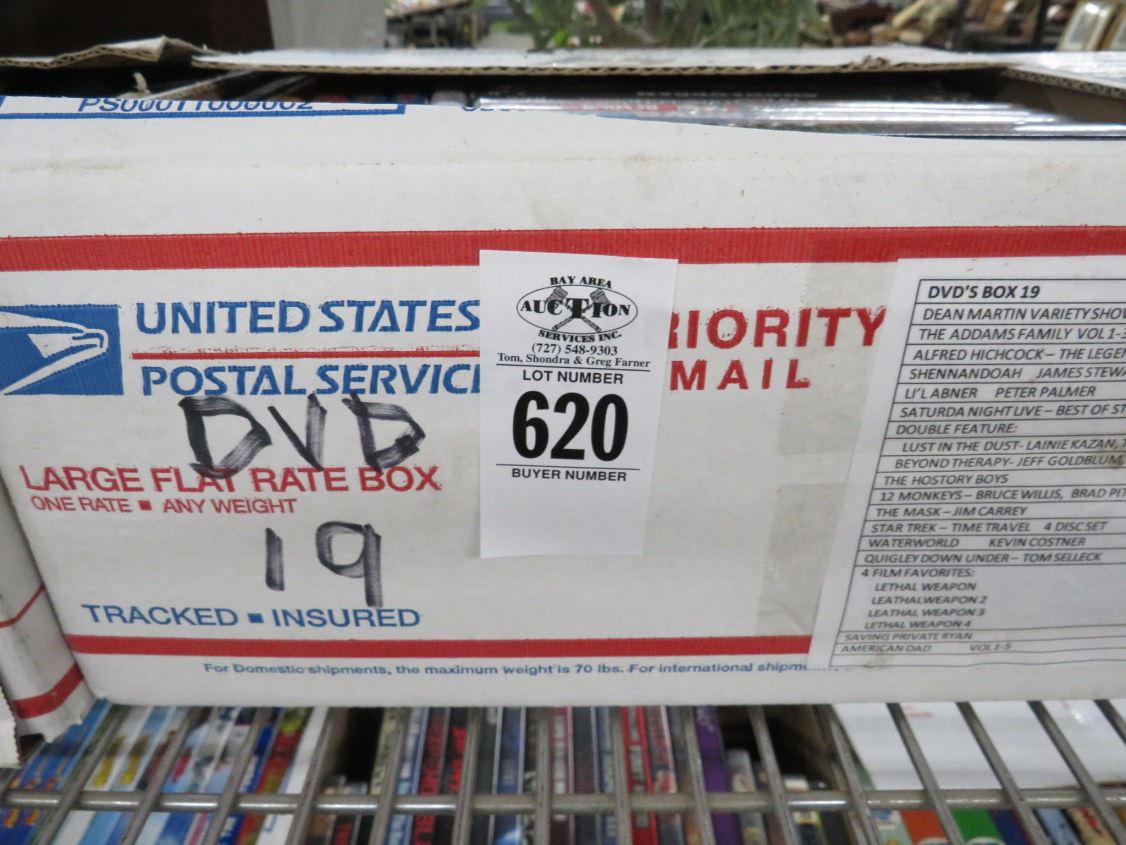 PS00011000002
UNITED STATES
POSTAL SERVICE
PRIORITY
MAIL
DVD
LARGE FLAT RATE BOX
ONE RATE ■ ANY WEIGHT
19
TRACKED ■ INSURED
For Domestic shipments, the maximum weight is 70 lbs. For international shipm
BAY AREA
AUCTION
SERVICES INC.
(727) 548-9303
Tom, Shondra & Greg Farner
LOT NUMBER
620
BUYER NUMBER
DVD'S BOX 19
DEAN MARTIN VARIETY SHOW
THE ADDAMS FAMILY VOL 1-3
ALFRED HICHCOCK – THE LEGEN
SHENNANDOAH JAMES STEWA
LI'L ABNER PETER PALMER
SATURDA NIGHT LIVE – BEST OF ST
DOUBLE FEATURE:
LUST IN THE DUST- LAINIE KAZAN, T
BEYOND THERAPY- JEFF GOLDBLUM,
THE HOSTORY BOYS
12 MONKEYS – BRUCE WILLIS, BRAD PIT
THE MASK – JIM CARREY
STAR TREK – TIME TRAVEL 4 DISC SET
WATERWORLD KEVIN COSTNER
QUIGLEY DOWN UNDER – TOM SELLECK
4 FILM FAVORITES:
LETHAL WEAPON
LEATHAL WEAPON 2
LEATHAL WEAPON 3
LETHAL WEAPON 4
SAVING PRIVATE RYAN
AMERICAN DAD VOL 1-5